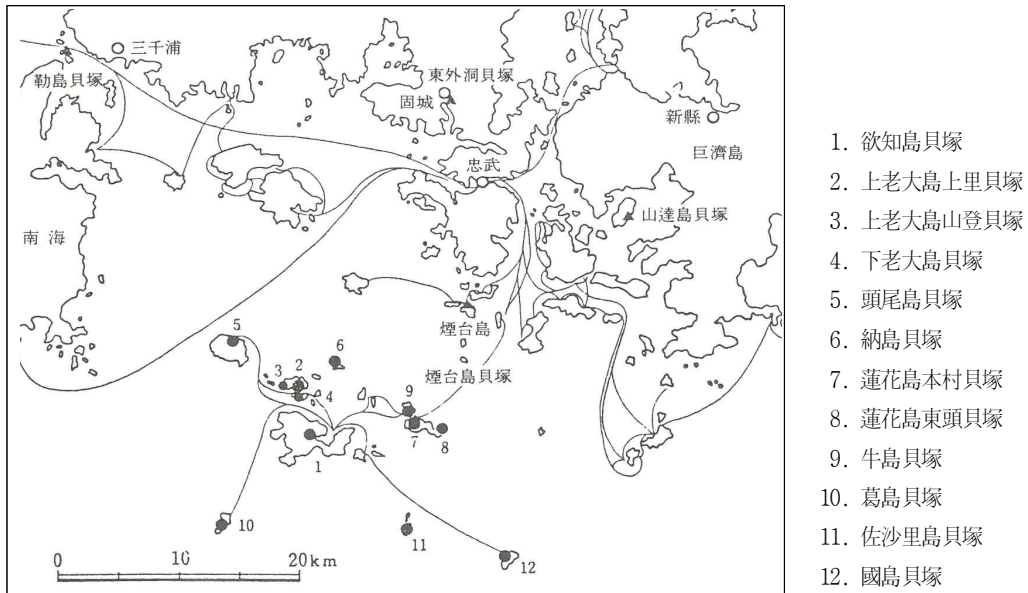 三千浦
勒島貝塚
東外洞貝塚
固城
新縣
巨濟島
忠武
山達島貝塚
南海
煙台島
煙台島貝塚
5
6
3
2
4
9
7
8
1
10
11
12
0 10 20km
1. 欲知島貝塚
2. 上老大島上里貝塚
3. 上老大島山登貝塚
4. 下老大島貝塚
5. 頭尾島貝塚
6. 納島貝塚
7. 蓮花島本村貝塚
8. 蓮花島東頭貝塚
9. 牛島貝塚
10. 葛島貝塚
11. 佐沙里島貝塚
12. 國島貝塚